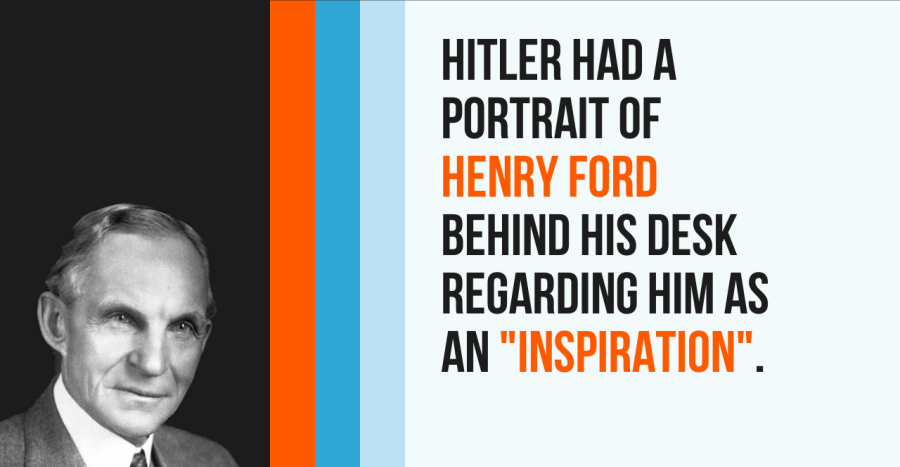 HITLER HAD A
PORTRAIT OF
HENRY FORD
BEHIND HIS DESK
REGARDING HIM AS
AN "INSPIRATION".